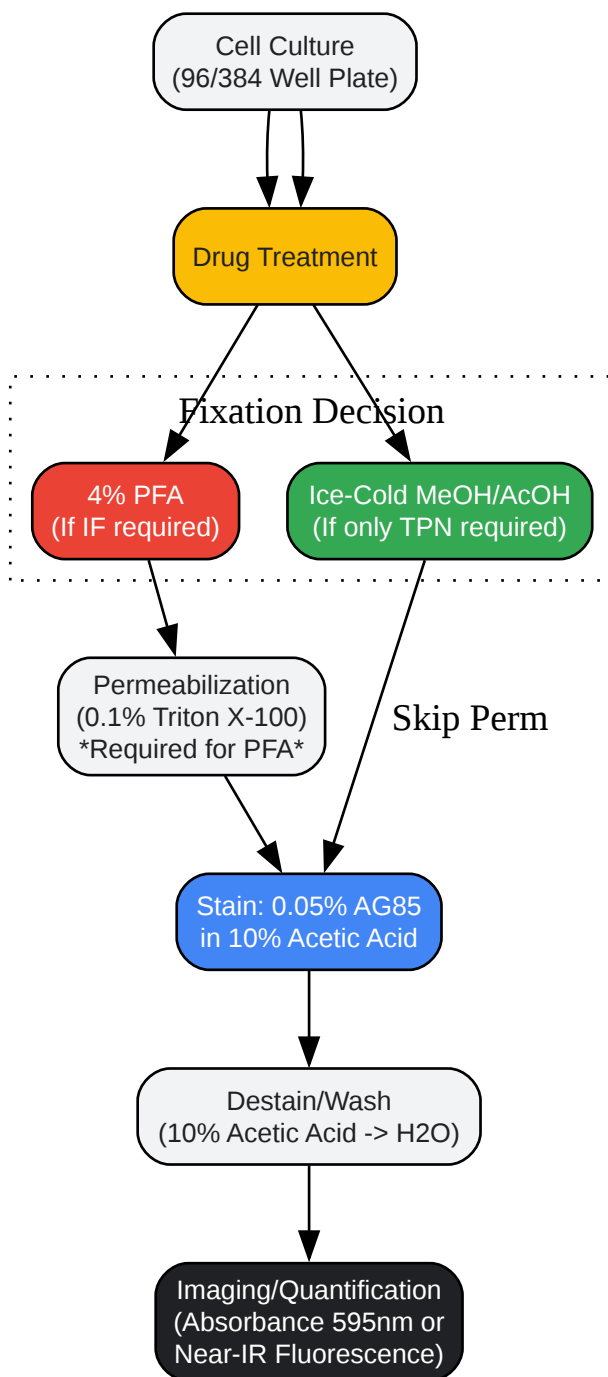 Cell Culture
(96/384 Well Plate)
Drug Treatment
Fixation Decision
4% PFA
(If IF required)
Ice-Cold MeOH/AcOH
(If only TPN required)
Permeabilization
(0.1% Triton X-100)
*Required for PFA*
Skip Perm
Stain: 0.05% AG85
in 10% Acetic Acid
Destain/Wash
(10% Acetic Acid -> H2O)
Imaging/Quantification
(Absorbance 595nm or
Near-IR Fluorescence)